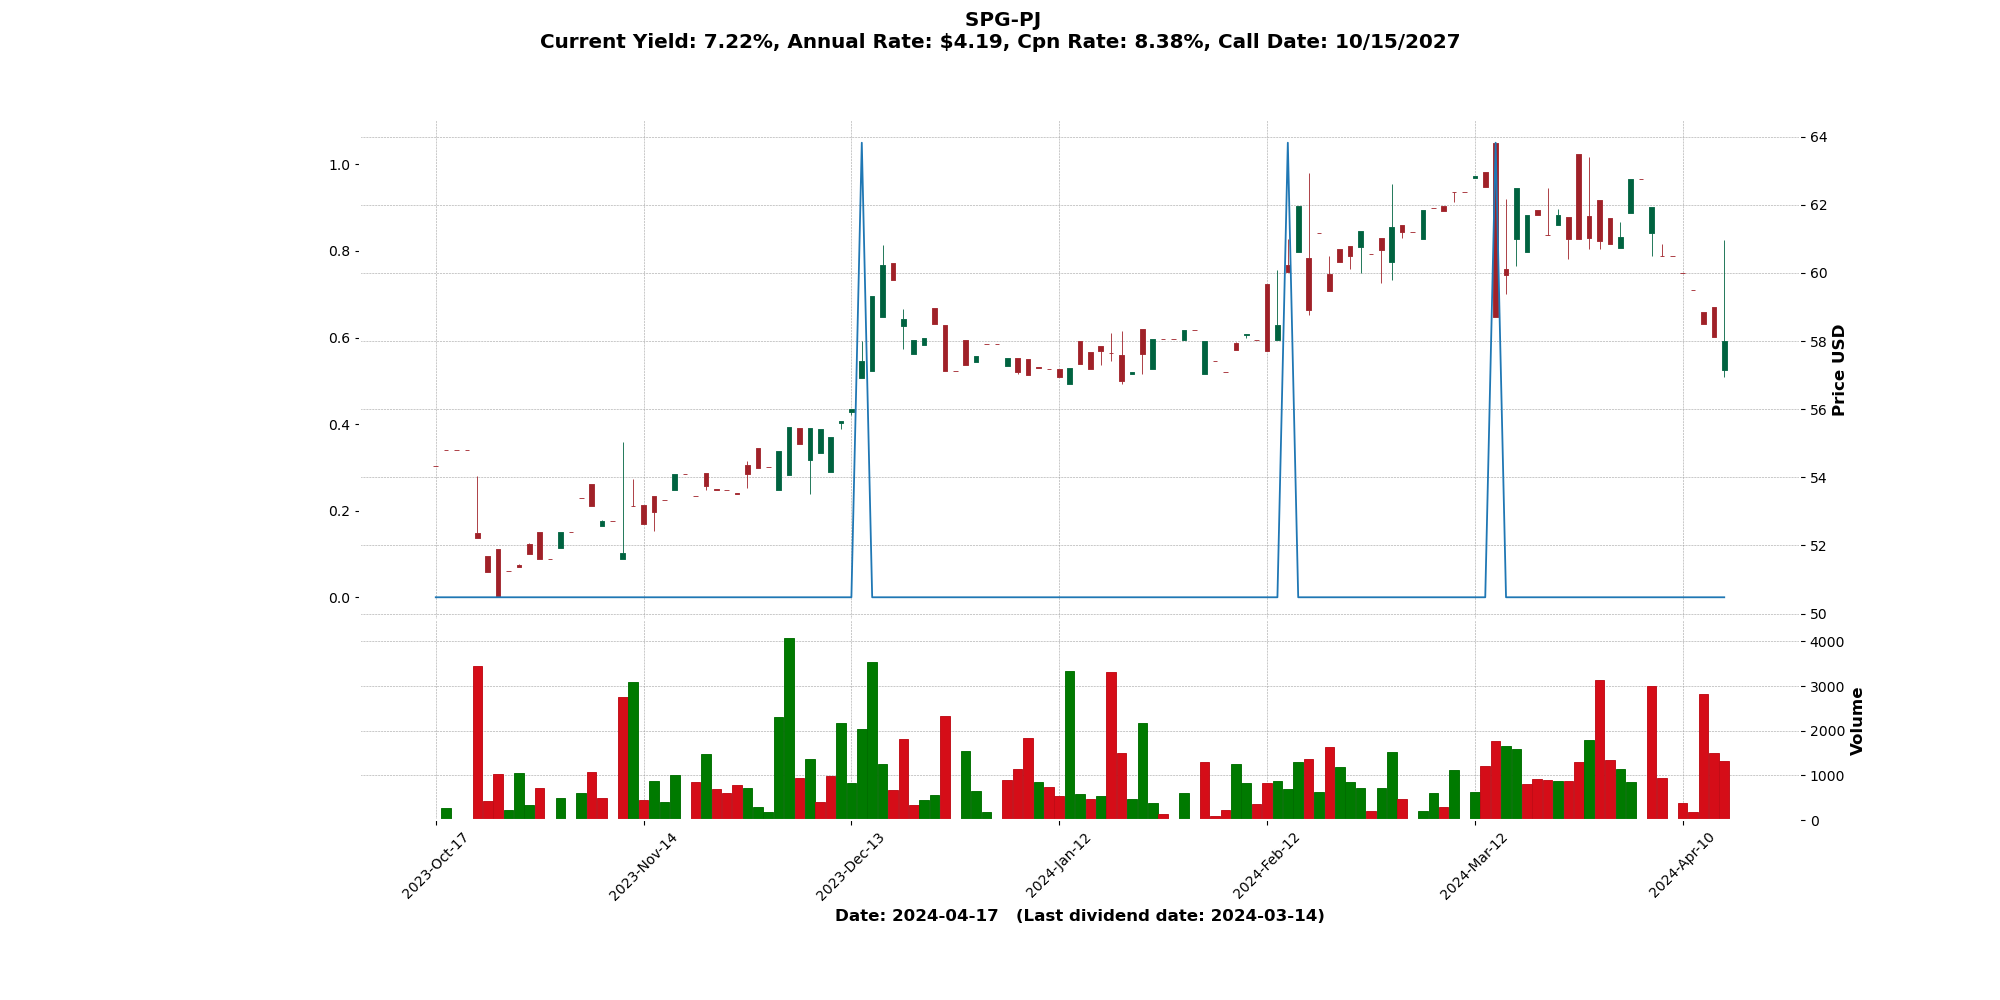 SPG-PJ
Current Yield: 7.22%, Annual Rate: $4.19, Cpn Rate: 8.38%, Call Date: 10/15/2027
1.0
0.8
0.6
0.4
0.2
0.0
64
62
60
58
56
54
52
50
Price USD
4000
3000
2000
1000
0
Volume
2023-Oct-17
2023-Nov-14
2023-Dec-13
2024-Jan-12
2024-Feb-12
2024-Mar-12
2024-Apr-10
Date: 2024-04-17   (Last dividend date: 2024-03-14)